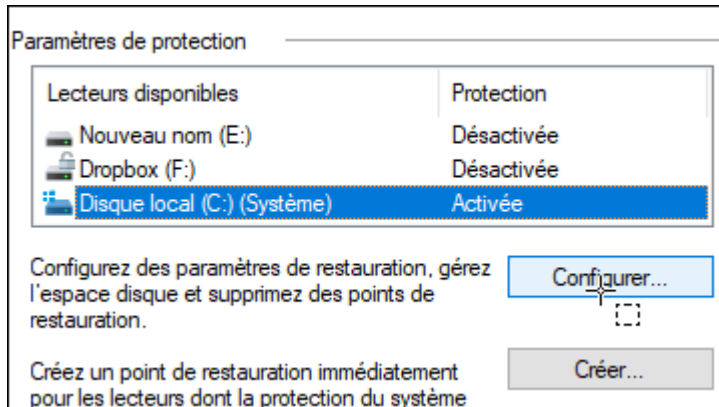 Paramètres de protection
Lecteurs disponibles Protection
Nouveau nom (E:) Désactivée
Dropbox (F:) Désactivée
Disque local (C:) (Système) Activée
Configurez des paramètres de restauration, gérez
l'espace disque et supprimez des points de
restauration.
Configurer...
Créez un point de restauration immédiatement
pour les lecteurs dont la protection du système
Créer...